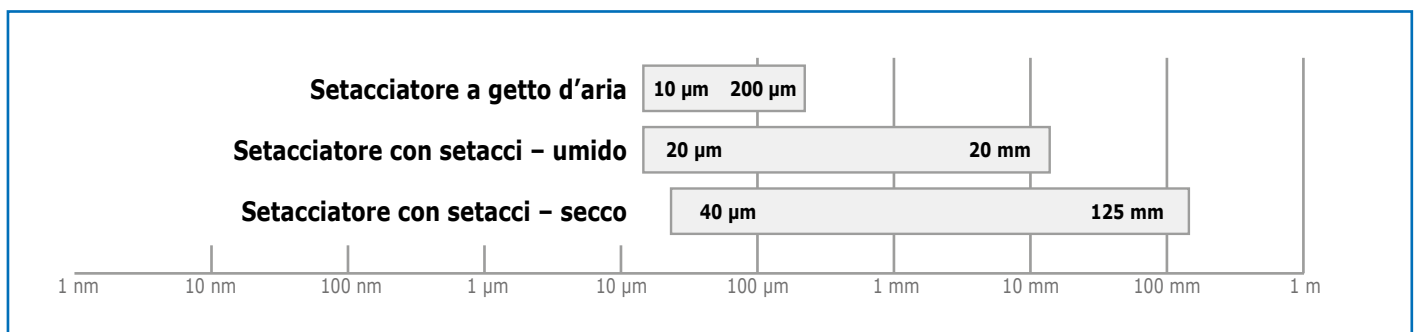 Setacciatore a getto d’aria 10 µm 200 µm
Setacciatore con setacci – umido 20 µm 20 mm
Setacciatore con setacci – secco 40 µm 125 mm
1 nm 10 nm 100 nm 1 µm 10 µm 100 µm 1 mm 10 mm 100 mm 1 m